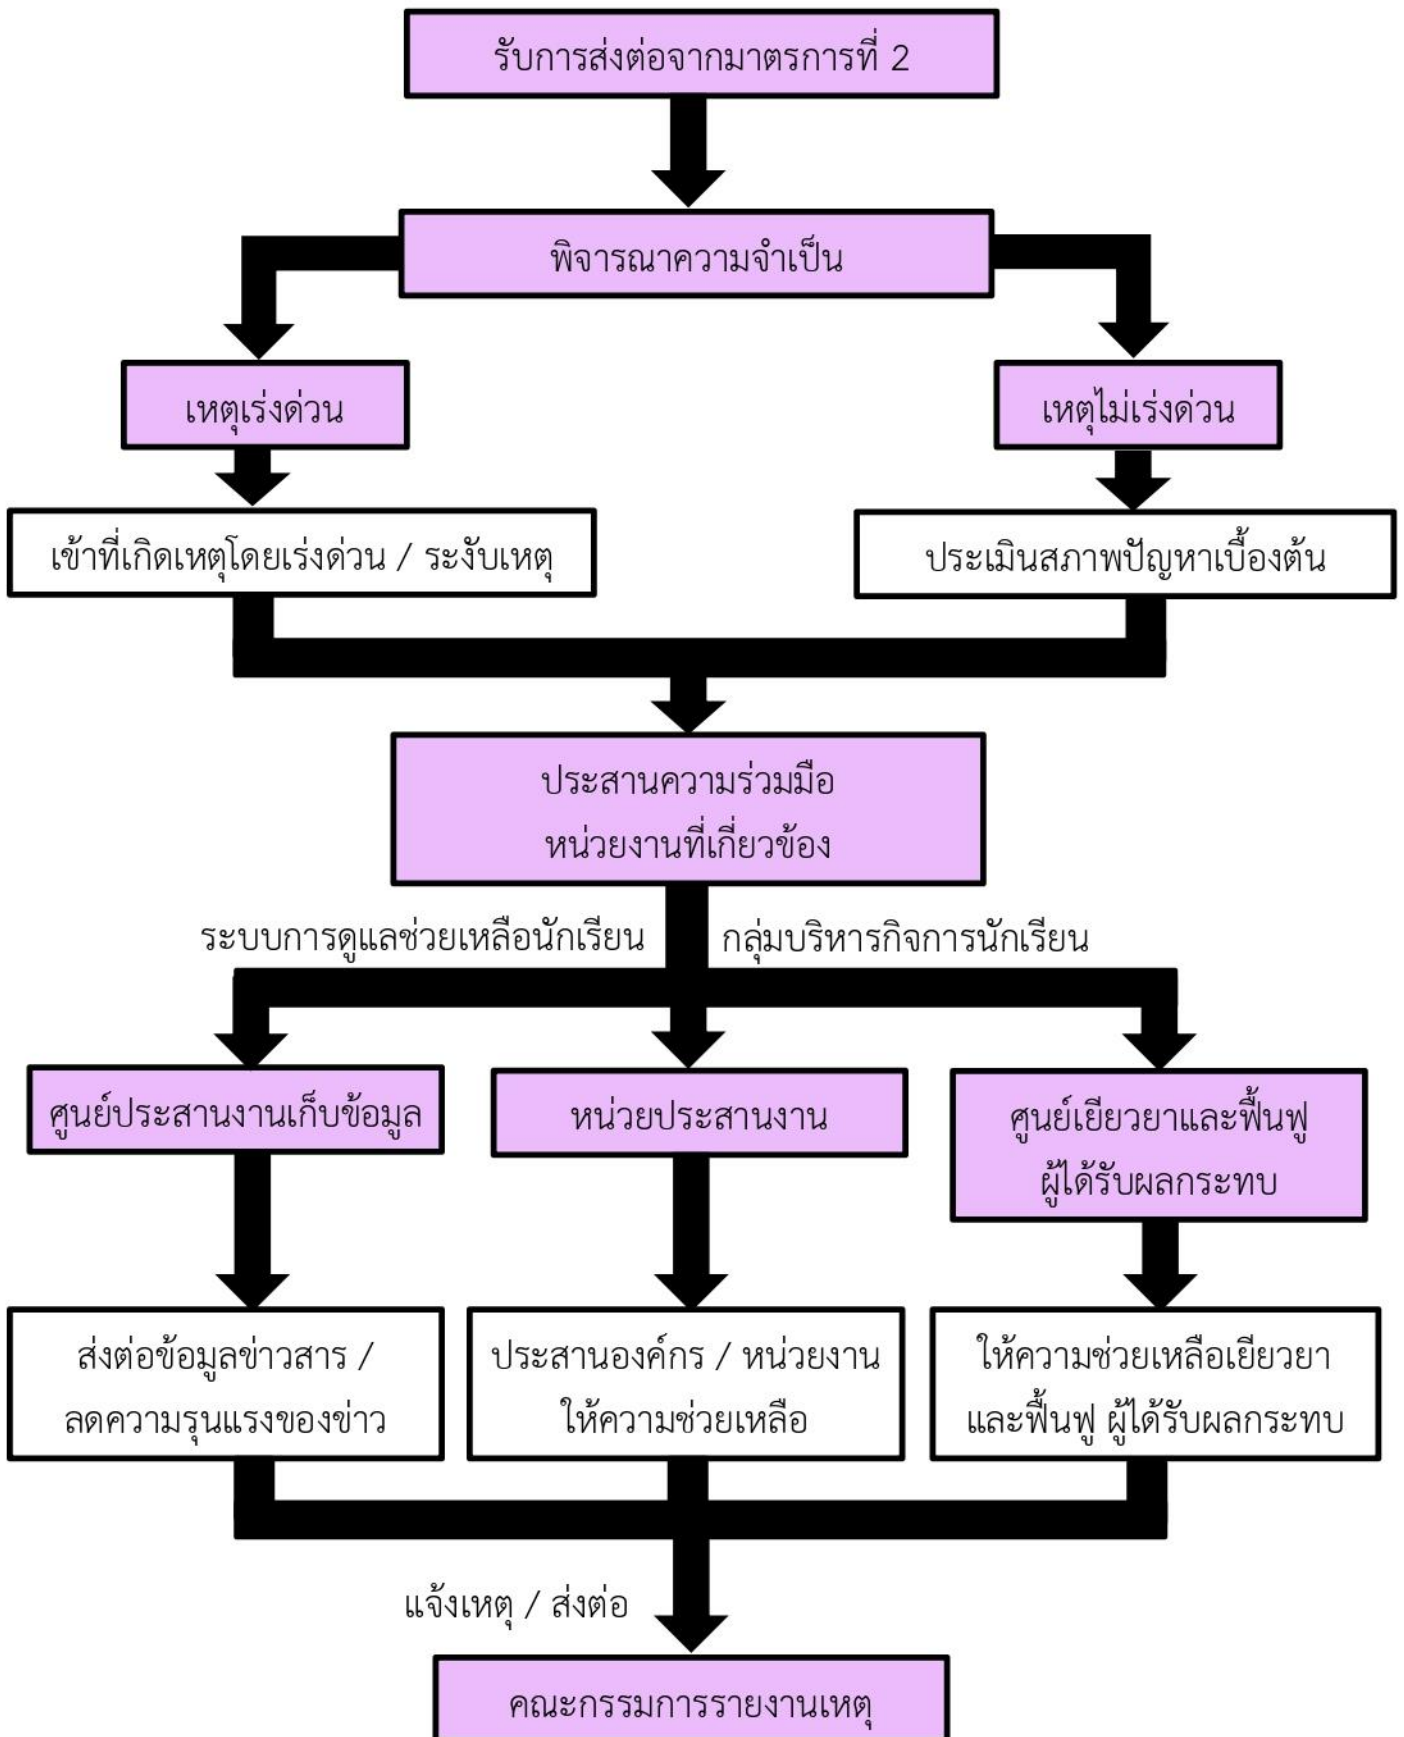 รับการส่งต่อจากมาตรการที่ 2
พิจารณาความจำเป็น
เหตุเร่งด่วน
เหตุไม่เร่งด่วน
เข้าที่เกิดเหตุโดยเร่งด่วน / ระงับเหตุ
ประเมินสภาพปัญหาเบื้องต้น
ประสานความร่วมมือ
หน่วยงานที่เกี่ยวข้อง
ระบบการดูแลช่วยเหลือนักเรียน
กลุ่มบริหารกิจการนักเรียน
ศูนย์ประสานงานเก็บข้อมูล
หน่วยประสานงาน
ศูนย์เยียวยาและฟื้นฟู
ผู้ได้รับผลกระทบ
ส่งต่อข้อมูลข่าวสาร /
ลดความรุนแรงของข่าว
ประสานองค์กร / หน่วยงาน
ให้ความช่วยเหลือ
ให้ความช่วยเหลือเยียวยา
และฟื้นฟู ผู้ได้รับผลกระทบ
แจ้งเหตุ / ส่งต่อ
คณะกรรมการรายงานเหตุ